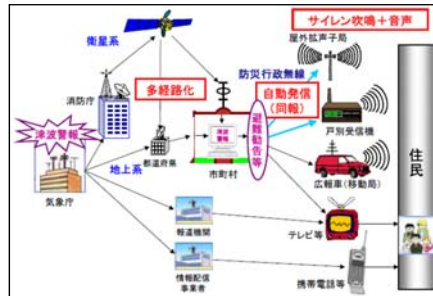 サイレン吹鳴+音声
衛星系
屋外拡声子局
防災行政無線
消防庁
多経路化
自動発信
(同報)
津波警報
津波
警報
避難勧告等
戸別受信機
都道府県
市町村
地上系
気象庁
広報車(移動局)
住民
報道機関
テレビ等
情報配信
事業者
携帯電話等